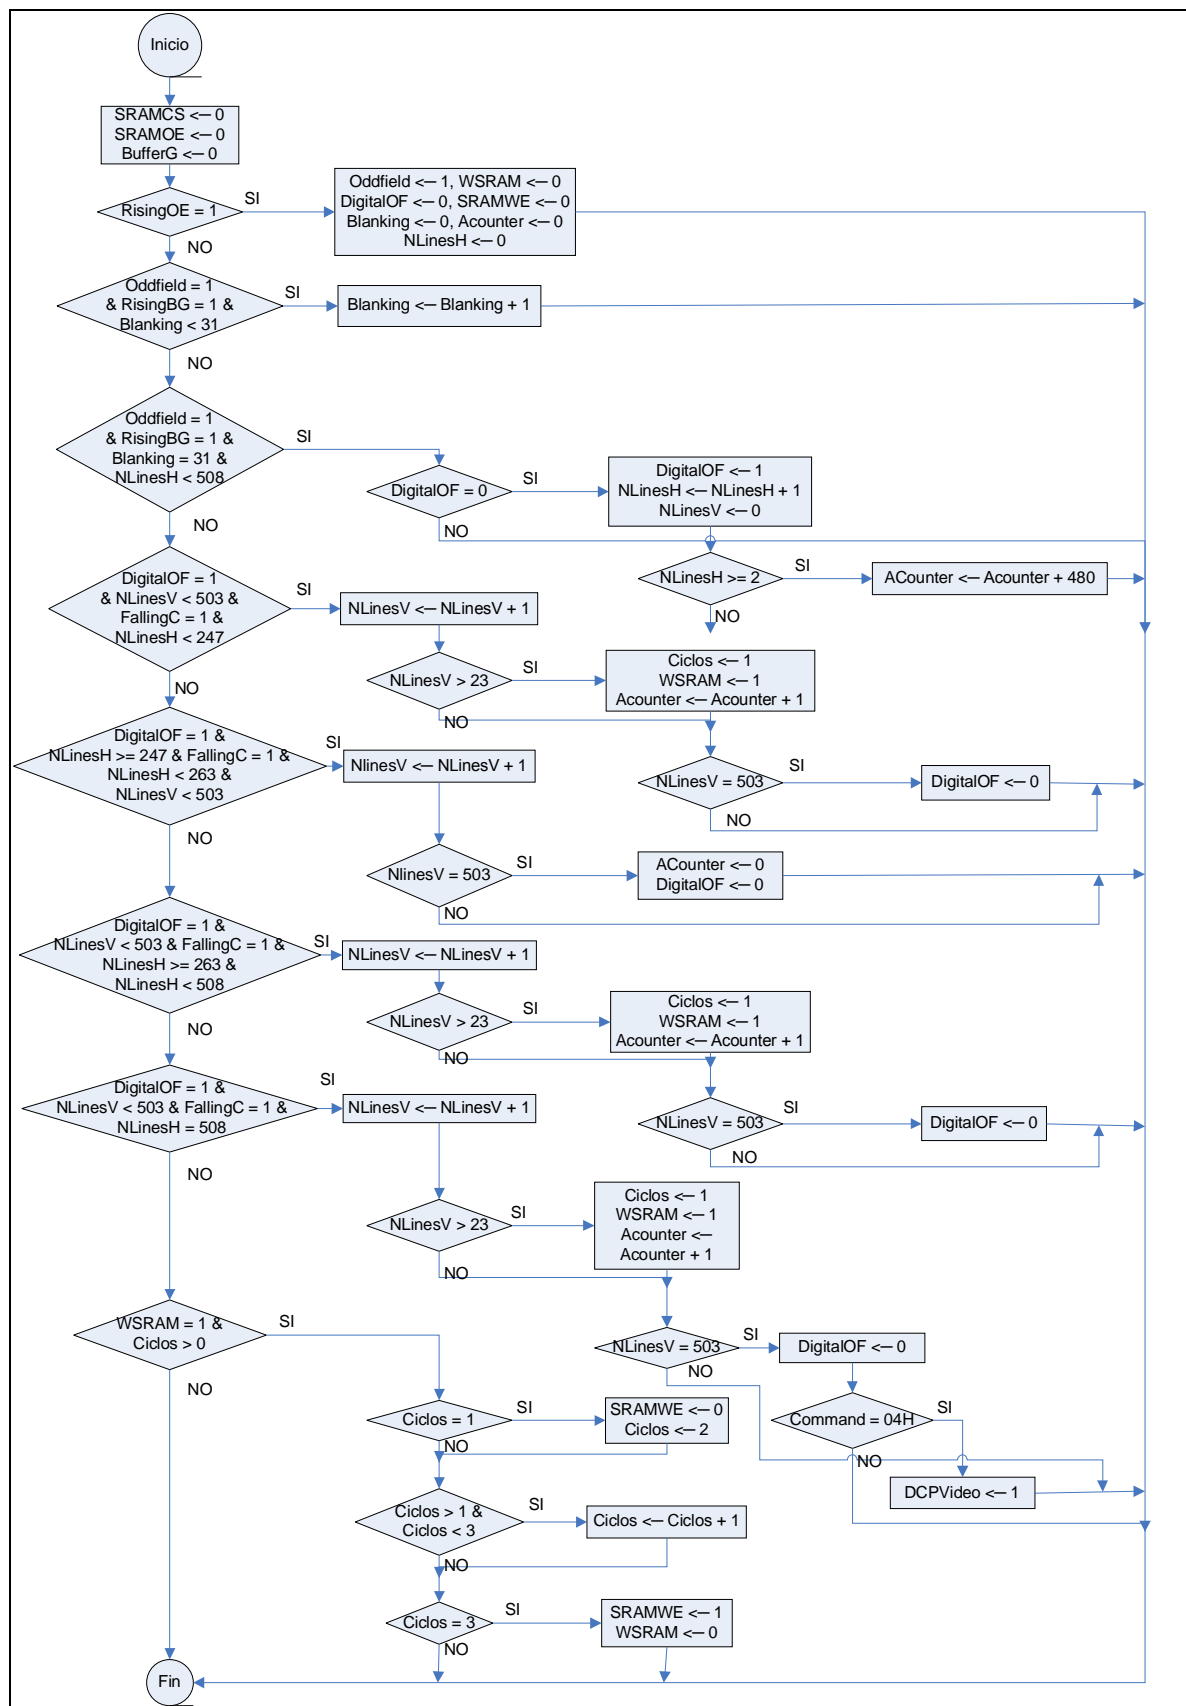 Inicio
SRAMCS <– 0
SRAMOE <– 0
BufferG <– 0
RisingOE = 1
SI
Oddfield <– 1, WSRAM <– 0
DigitalOF <– 0, SRAMWE <– 0
Blanking <– 0, Acounter <– 0
NLinesH <– 0
NO
Oddfield = 1
& RisingBG = 1 &
Blanking < 31
SI
Blanking <– Blanking + 1
NO
Oddfield = 1
& RisingBG = 1 &
Blanking = 31 &
NLinesH < 508
SI
DigitalOF = 0
SI
DigitalOF <– 1
NLinesH <– NLinesH + 1
NLinesV <– 0
NO
NO
NLinesH >= 2
SI
ACounter <– Acounter + 480
NO
DigitalOF = 1
& NLinesV < 503 &
FallingC = 1 &
NLinesH < 247
SI
NLinesV <– NLinesV + 1
NLinesV > 23
SI
Ciclos <– 1
WSRAM <– 1
Acounter <– Acounter + 1
NO
NO
NLinesV = 503
SI
DigitalOF <– 0
NO
DigitalOF = 1 &
NLinesH >= 247 & FallingC = 1 &
NLinesH < 263 &
NLinesV < 503
SI
NlinesV <– NLinesV + 1
NO
NlinesV = 503
SI
ACounter <– 0
DigitalOF <– 0
NO
DigitalOF = 1 &
NLinesV < 503 & FallingC = 1 &
NLinesH >= 263 &
NLinesH < 508
SI
NLinesV <– NLinesV + 1
NLinesV > 23
SI
Ciclos <– 1
WSRAM <– 1
Acounter <– Acounter + 1
NO
NO
NLinesV = 503
SI
DigitalOF <– 0
NO
DigitalOF = 1 &
NLinesV < 503 & FallingC = 1 &
NLinesH = 508
SI
NLinesV <– NLinesV + 1
NO
NLinesV > 23
SI
Ciclos <– 1
WSRAM <– 1
Acounter <–
Acounter + 1
NO
NLinesV = 503
SI
DigitalOF <– 0
NO
Command = 04H
SI
NO
DCPVideo <– 1
WSRAM = 1 &
Ciclos > 0
SI
NO
Ciclos = 1
SI
SRAMWE <– 0
Ciclos <– 2
NO
Ciclos > 1 &
Ciclos < 3
SI
Ciclos <– Ciclos + 1
NO
Ciclos = 3
SI
SRAMWE <– 1
WSRAM <– 0
NO
Fin